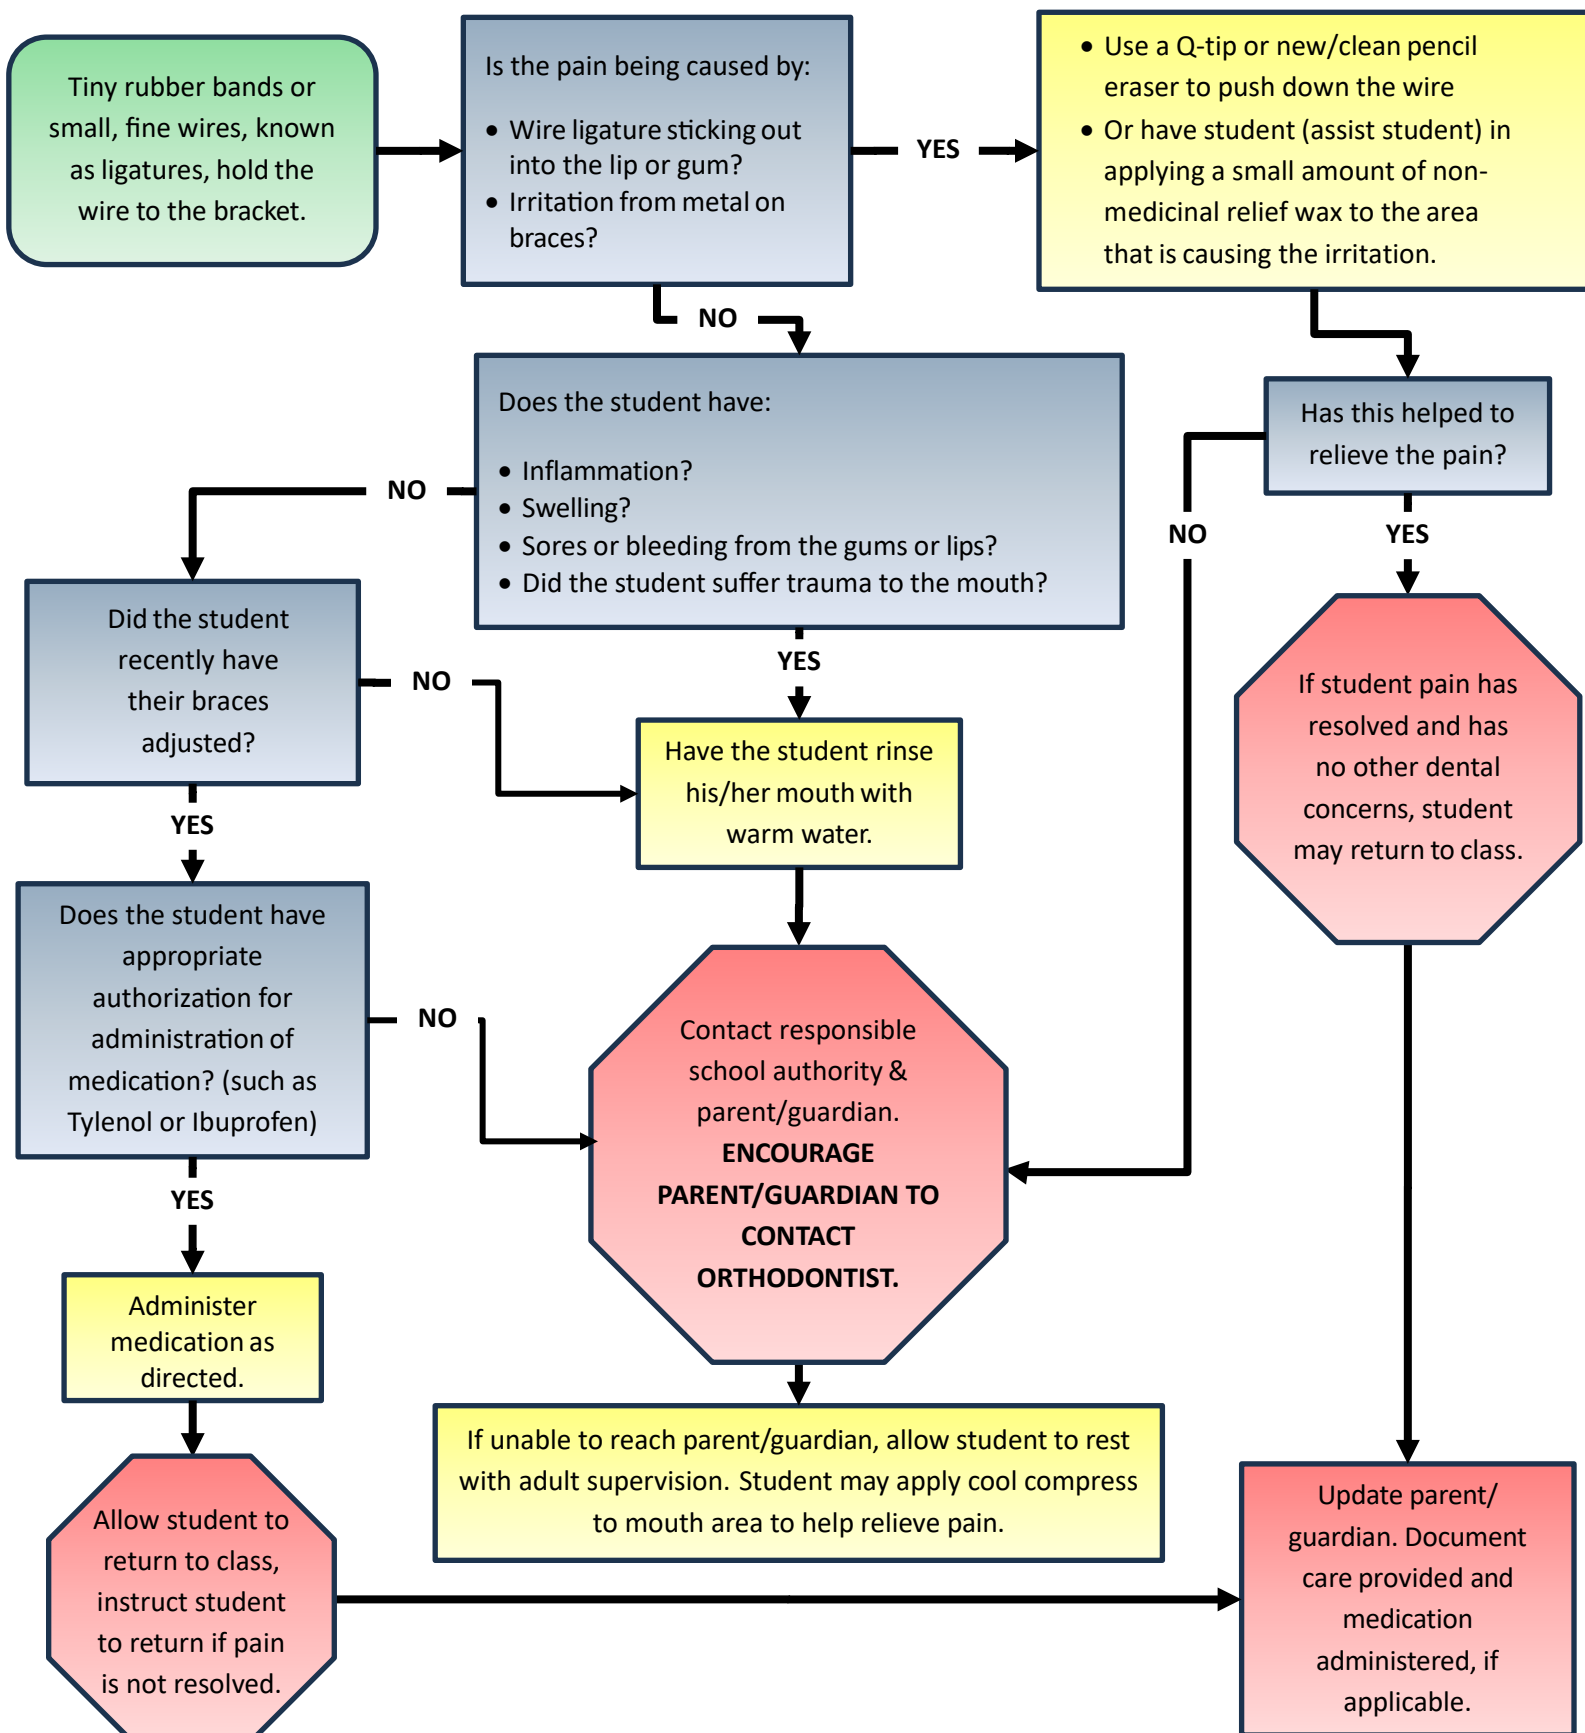 Tiny rubber bands or
small, fine wires, known
as ligatures, hold the
wire to the bracket.
Is the pain being caused by:
• Wire ligature sticking out
into the lip or gum?
• Irritation from metal on
braces?
YES
• Use a Q-tip or new/clean pencil
eraser to push down the wire
• Or have student (assist student) in
applying a small amount of non-
medicinal relief wax to the area
that is causing the irritation.
NO
Does the student have:
• Inflammation?
• Swelling?
• Sores or bleeding from the gums or lips?
• Did the student suffer trauma to the mouth?
Has this helped to
relieve the pain?
NO
NO
YES
Did the student
recently have
their braces
adjusted?
NO
YES
Have the student rinse
his/her mouth with
warm water.
If student pain has
resolved and has
no other dental
concerns, student
may return to class.
YES
Does the student have
appropriate
authorization for
administration of
medication? (such as
Tylenol or Ibuprofen)
NO
Contact responsible
school authority &
parent/guardian.
ENCOURAGE
PARENT/GUARDIAN TO
CONTACT
ORTHODONTIST.
YES
Administer
medication as
directed.
If unable to reach parent/guardian, allow student to rest
with adult supervision. Student may apply cool compress
to mouth area to help relieve pain.
Allow student to
return to class,
instruct student
to return if pain
is not resolved.
Update parent/
guardian. Document
care provided and
medication
administered, if
applicable.